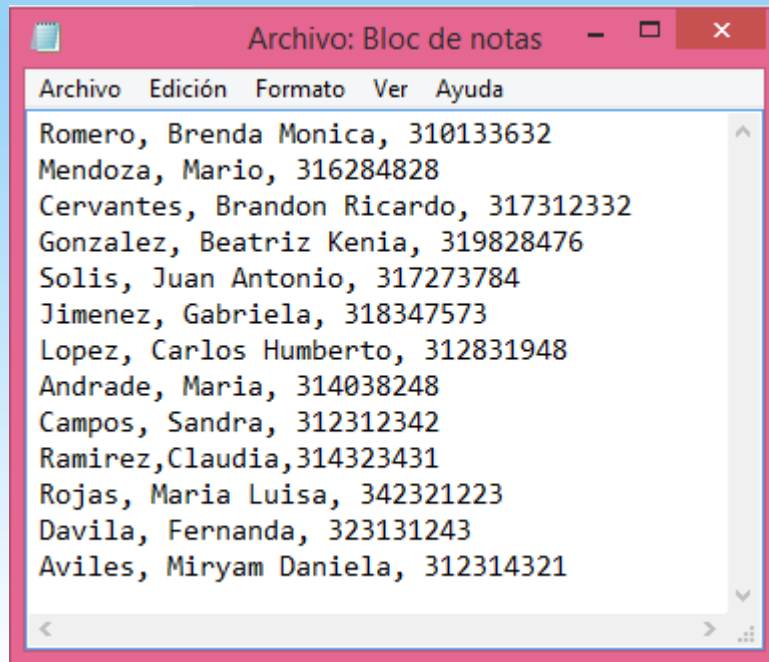 Archivo: Bloc de notas
Archivo Edición Formato Ver Ayuda
Romero, Brenda Monica, 310133632
Mendoza, Mario, 316284828
Cervantes, Brandon Ricardo, 317312332
Gonzalez, Beatriz Kenia, 319828476
Solis, Juan Antonio, 317273784
Jimenez, Gabriela, 318347573
Lopez, Carlos Humberto, 312831948
Andrade, Maria, 314038248
Campos, Sandra, 312312342
Ramirez,Claudia,314323431
Rojas, Maria Luisa, 342321223
Davila, Fernanda, 323131243
Aviles, Miryam Daniela, 312314321